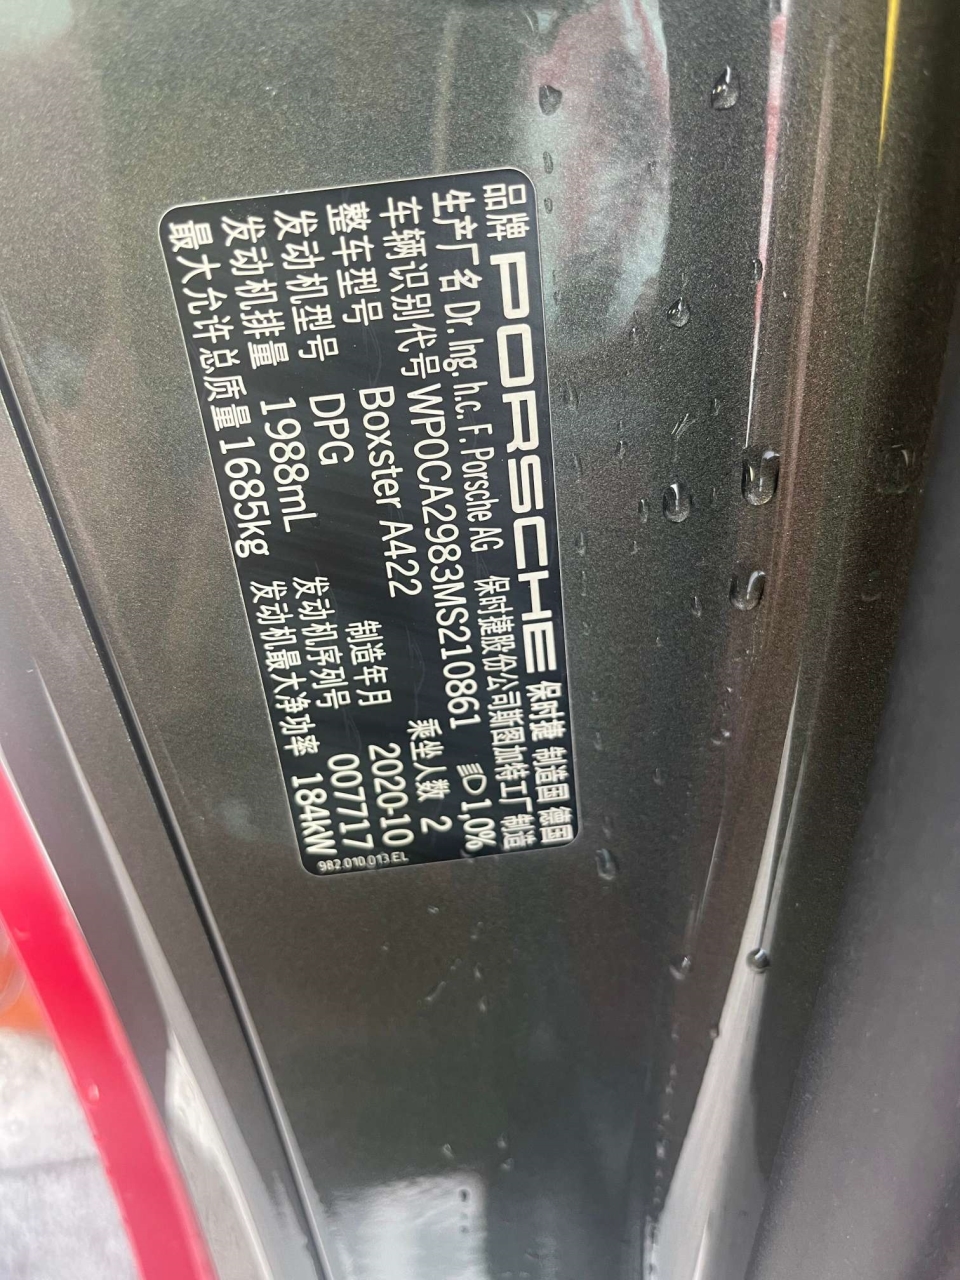 品牌 PORSCHE 保时捷 制造国 德国
生产厂名 Dr. Ing. h.c. F. Porsche AG 保时捷股份公司斯图加特工厂制造
车辆识别代号 WP0CA2983MS210861 1,0%
整车型号 Boxster A422 乘坐人数 2
发动机型号 DPG 制造年月 2020-10
发动机排量 1988mL 发动机序列号 007717
最大允许总质量 1685kg 发动机最大净功率 184kW
982.010.013.EL